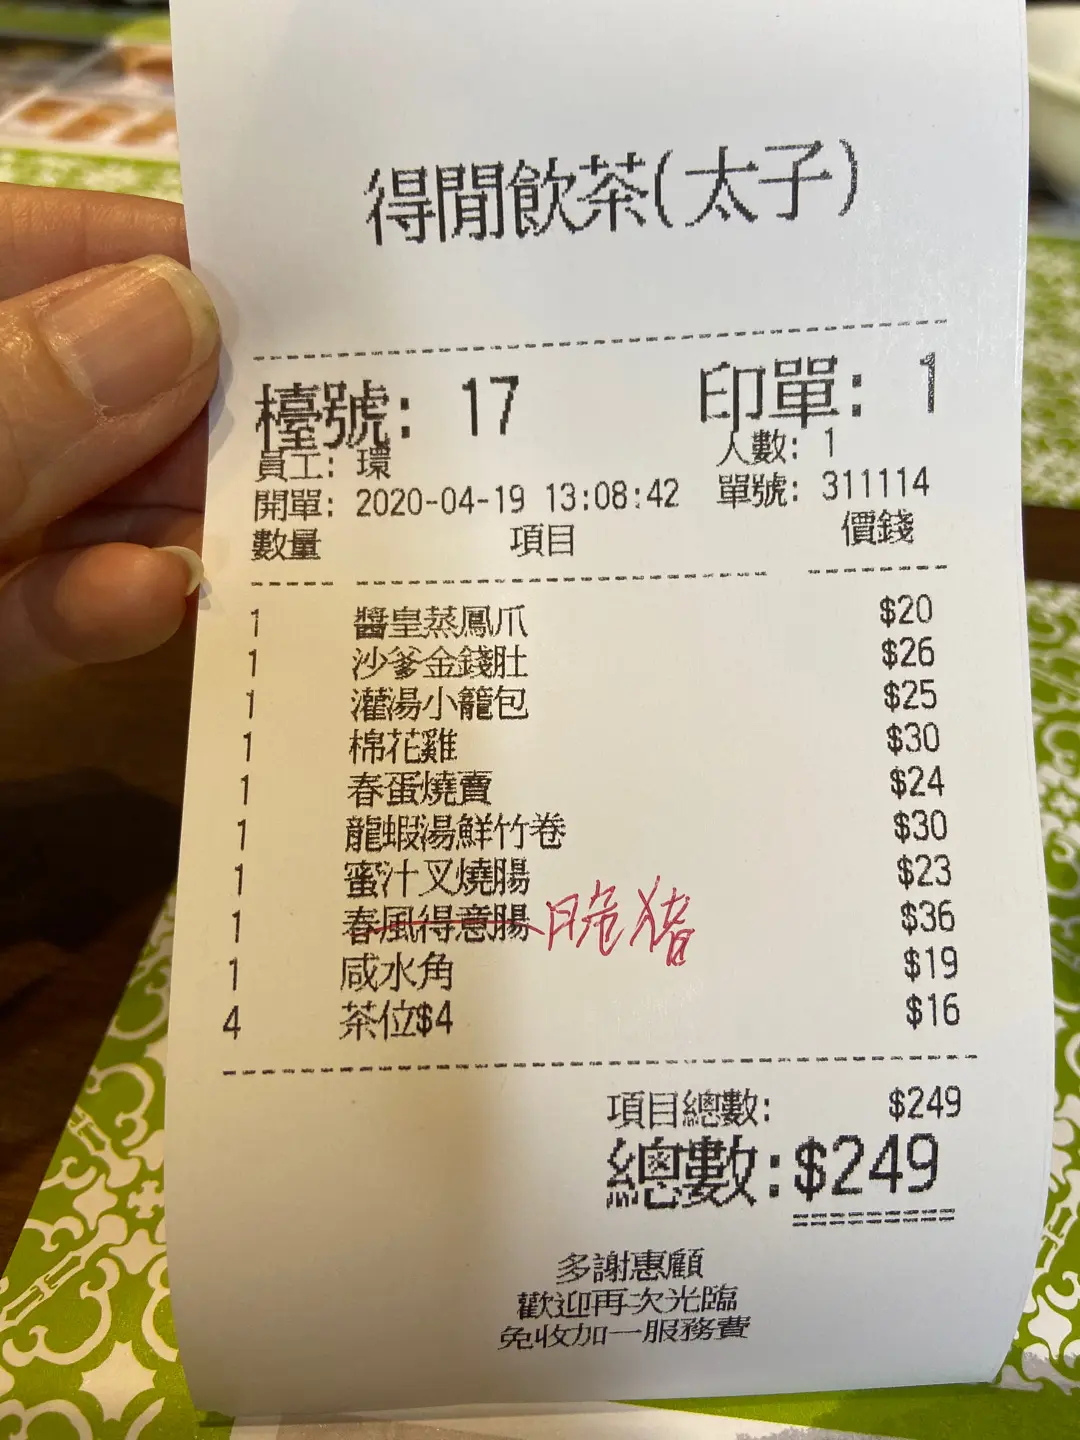 得閒飲茶(太子)
檯號: 17 印單: 1
員工: 環 人數: 1
開單: 2020-04-19 13:08:42 單號: 311114
數量 項目 價錢
1 醬皇蒸鳳爪 $20
1 沙爹金錢肚 $26
1 灌湯小籠包 $25
1 棉花雞 $30
1 春蛋燒賣 $24
1 龍蝦湯鮮竹卷 $30
1 蜜汁叉燒腸 $23
1 春風得意腸 脆豬 $36
1 咸水角 $19
4 茶位$4 $16
項目總數: $249
總數:$249
多謝惠顧
歡迎再次光臨
免收加一服務費